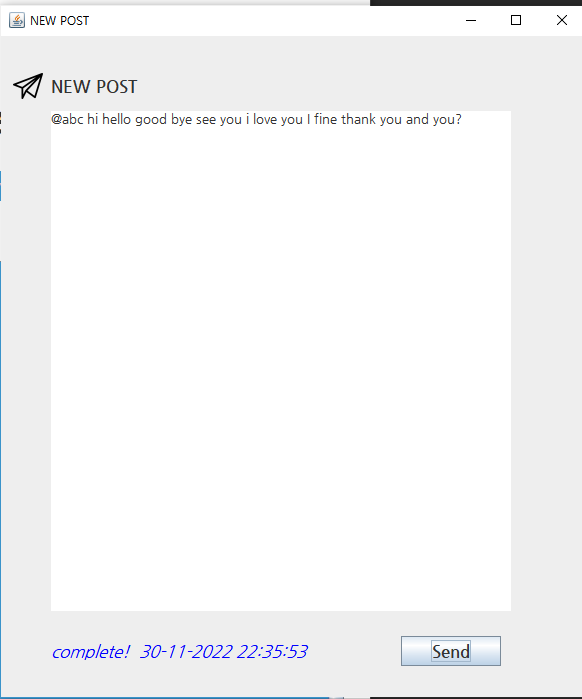 NEW POST
NEW POST
@abc hi hello good bye see you i love you I fine thank you and you?
complete!  30-11-2022 22:35:53
Send